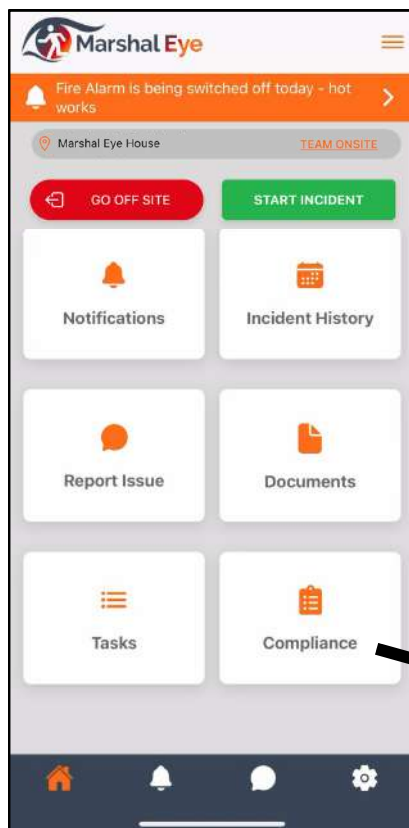 Marshal Eye
Fire Alarm is being switched off today - hot
works
Marshal Eye House TEAM ONSITE
GO OFF SITE START INCIDENT
Notifications Incident History
Report Issue Documents
Tasks Compliance